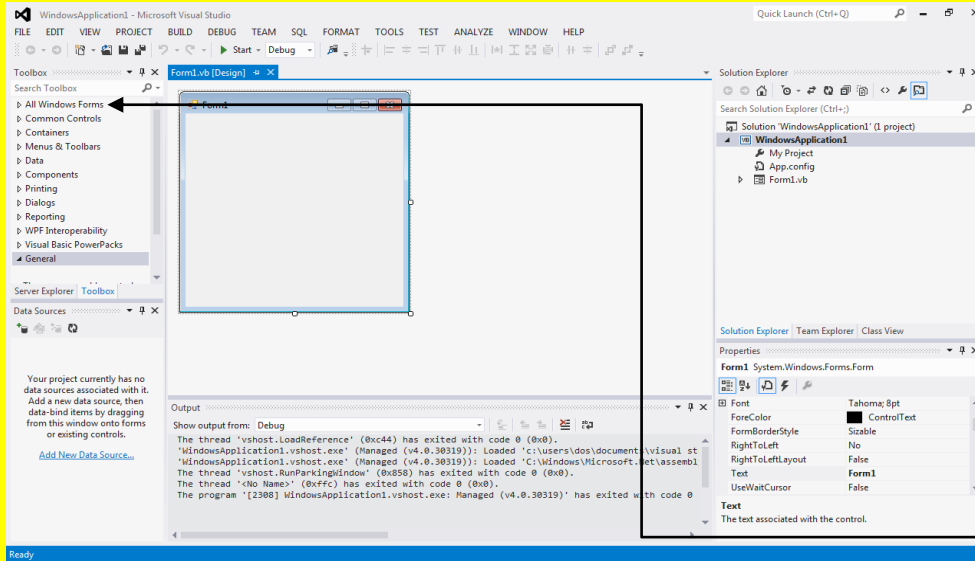 WindowsApplication1 - Microsoft Visual Studio
Quick Launch (Ctrl+Q)
FILE EDIT VIEW PROJECT BUILD DEBUG TEAM SQL FORMAT TOOLS TEST ANALYZE WINDOW HELP
Start Debug
Toolbox
Search Toolbox
All Windows Forms
Common Controls
Containers
Menus & Toolbars
Data
Components
Printing
Dialogs
Reporting
WPF Interoperability
Visual Basic PowerPacks
General
Server Explorer Toolbox
Data Sources
Your project currently has no
data sources associated with it.
Add a new data source, then
data-bind items by dragging
from this window onto forms
or existing controls.
Add New Data Source...
Form1.vb [Design]
Form1
Output
Show output from: Debug
The thread 'vshost.LoadReference' (0xc44) has exited with code 0 (0x0).
'WindowsApplication1.vshost.exe' (Managed (v4.0.30319)): Loaded 'c:\users\dos\documents\visual st
'WindowsApplication1.vshost.exe' (Managed (v4.0.30319)): Loaded 'C:\Windows\Microsoft.Net\assembl
The thread 'vshost.RunParkingWindow' (0x858) has exited with code 0 (0x0).
The thread '<No Name>' (0xffc) has exited with code 0 (0x0).
The program '[2308] WindowsApplication1.vshost.exe: Managed (v4.0.30319)' has exited with code 0
Solution Explorer
Search Solution Explorer (Ctrl+;)
Solution 'WindowsApplication1' (1 project)
WindowsApplication1
My Project
App.config
Form1.vb
Solution Explorer Team Explorer Class View
Properties
Form1 System.Windows.Forms.Form
Font Tahoma; 8pt
ForeColor ControlText
FormBorderStyle Sizable
RightToLeft No
RightToLeftLayout False
Text Form1
UseWaitCursor False
Text
The text associated with the control.
Ready